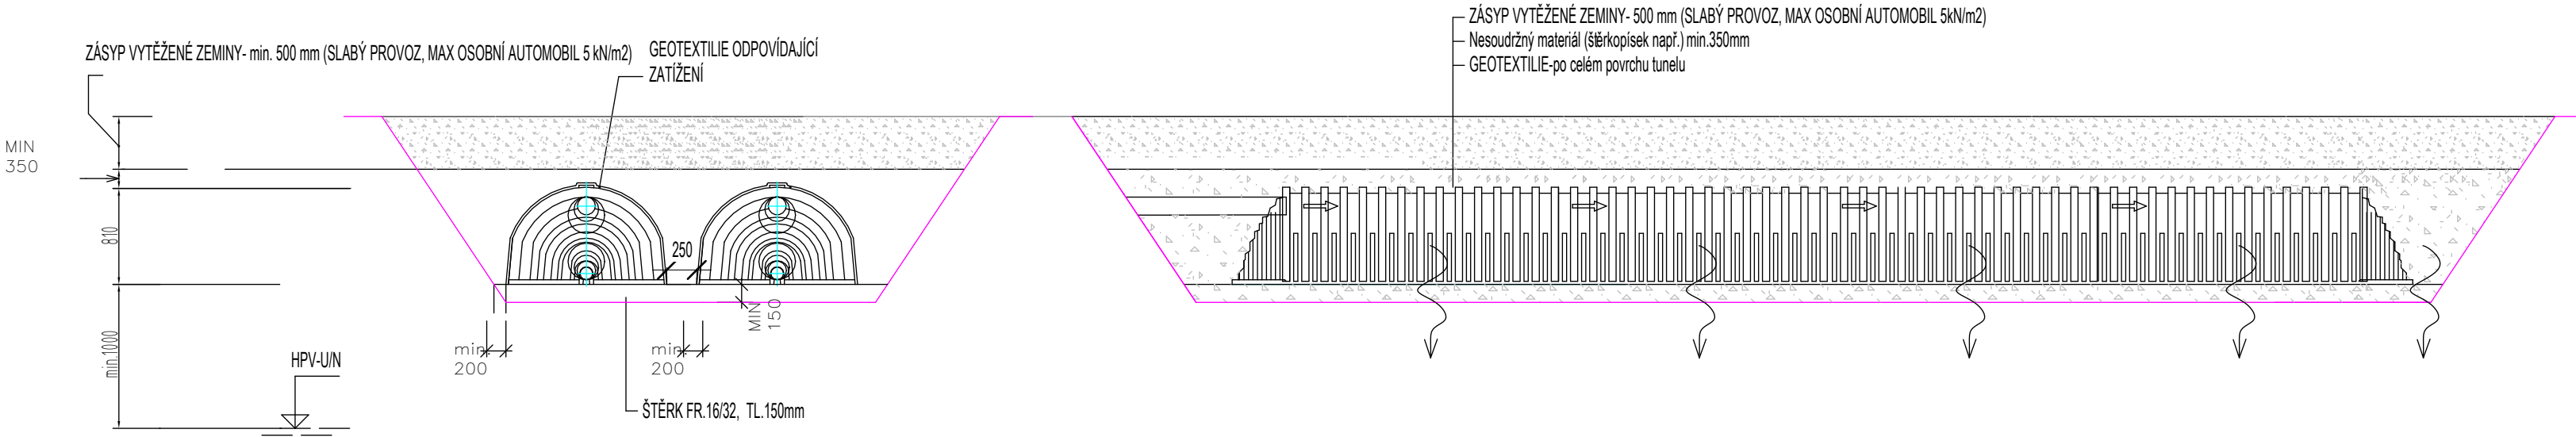 ZÁSYP VYTĚŽENÉ ZEMINY- min. 500 mm (SLABÝ PROVOZ, MAX OSOBNÍ AUTOMOBIL 5 kN/m2)
GEOTEXTILIE ODPOVÍDAJÍCÍ
ZATÍŽENÍ
ZÁSYP VYTĚŽENÉ ZEMINY- 500 mm (SLABÝ PROVOZ, MAX OSOBNÍ AUTOMOBIL 5kN/m2)
Nesoudržný materiál (štěrkopísek např.) min.350mm
GEOTEXTILIE-po celém povrchu tunelu
MIN
350
810
250
MIN
150
min.1000
HPV-U/N
min.
200
min.
200
ŠTĚRK FR.16/32, TL.150mm